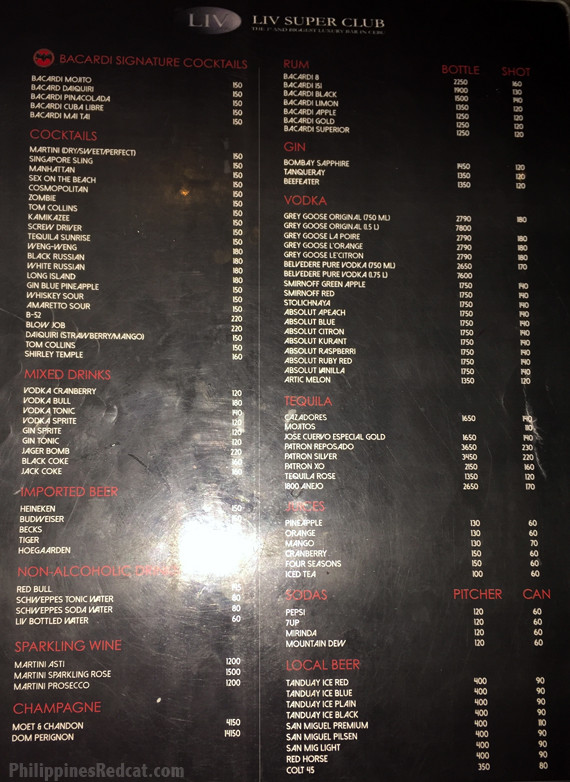 LIV LIV SUPER CLUB
THE 1st AND BIGGEST LUXURY BAR IN CEBU
BACARDI SIGNATURE COCKTAILS
BACARDI MOJITO 150
BACARD DAIQUIRI 150
BACARDI PINACOLADA 150
BACARDI CUBA LIBRE 150
BACARDI MAI TAI 150
COCKTAILS
MARTINI (DRY/SWEET/PERFECT) 150
SINGAPORE SLING 150
MANHATTAN 150
SEX ON THE BEACH 150
COSMOPOLITAN 150
ZOMBIE 150
TOM COLLINS 150
KAMIKAZEE 150
SCREW DRIVER 150
TEQUILA SUNRISE 150
WENG-WENG 180
BLACK RUSSIAN 180
WHITE RUSSIAN 180
LONG ISLAND 180
GIN BLUE PINEAPPLE 150
WHISKEY SOUR 150
AMARETTO SOUR 150
B-52 220
BLOW JOB 220
DAIQUIRI (STRAWBERRY/MANGO) 150
TOM COLLINS 150
SHIRLEY TEMPLE 160
MIXED DRINKS
VODKA CRANBERRY 120
VODKA BULL 180
VODKA TONIC 140
VODKA SPRITE 120
GIN SPRITE 120
GIN TONIC 120
JAGER BOMB 220
BLACK COKE 160
JACK COKE 180
IMPORTED BEER
HEINEKEN 150
BUDWEISER
BECKS
TIGER
HOEGAARDEN
NON-ALCOHOLIC
RED BULL
SCHWEPPES TONIC WATER 80
SCHWEPPES SODA WATER 80
LIV BOTTLED WATER 60
SPARKLING WINE
MARTINI ASTI 1200
MARTINI SPARKLING ROSE 1500
MARTINI PROSECCO 1200
CHAMPAGNE
MOET & CHANDON 4150
DOM PERIGNON 14150
RUM BOTTLE SHOT
BACARDI 8 2250 160
BACARDI 151 1900 130
BACARDI BLACK 1500 140
BACARDI LIMON 1350 120
BACARDI APPLE 1250 120
BACARDI GOLD 1250 120
BACARDI SUPERIOR 1250 120
GIN
BOMBAY SAPPHIRE 1450 120
TANQUERAY 1350 120
BEEFEATER 1350 120
VODKA
GREY GOOSE ORIGINAL (750 ML) 2790 180
GREY GOOSE ORIGINAL (1.5 L) 7800
GREY GOOSE LA POIRE 2790 180
GREY GOOSE L'ORANGE 2790 180
GREY GOOSE LE'CITRON 2790 180
BELVEDERE PURE VODKA (750 ML) 2650 170
BELVEDERE PURE VODKA (1.75 L) 7600
SMIRNOFF GREEN APPLE 1750 140
SMIRNOFF RED 1750 140
STOLICHNAYA 1750 140
ABSOLUT APEACH 1750 140
ABSOLUT BLUE 1750 140
ABSOLUT CITRON 1750 140
ABSOLUT KURANT 1750 140
ABSOLUT RASPBERRI 1750 140
ABSOLUT RUBY RED 1750 140
ABSOLUT VANILLA 1750 140
ARTIC MELON 1350 120
TEQUILA
CAZADORES 1650 140
MOJITOS 110
JOSE CUERVO ESPECIAL GOLD 1650 140
PATRON REPOSADO 3650 230
PATRON SILVER 3450 220
PATRON XO 2150 160
TEQUILA ROSE 1350 120
1800 ANEJO 2650 170
JUICES
PINEAPPLE 130 60
ORANGE 130 60
MANGO 130 70
CRANBERRY 150 60
FOUR SEASONS 150 60
ICED TEA 100 60
SODAS PITCHER CAN
PEPSI 120 60
7UP 120 60
MIRINDA 120 60
MOUNTAIN DEW 120 60
LOCAL BEER
TANDUAY ICE RED 400 90
TANDUAY ICE BLUE 400 90
TANDUAY ICE PLAIN 400 90
TANDUAY ICE BLACK 400 90
SAN MIGUEL PREMIUM 400 80
SAN MIGUEL PILSEN 400 90
SAN MIG LIGHT 400 90
RED HORSE 400 90
COLT 45 350 80
PhilippinesRedcat.com